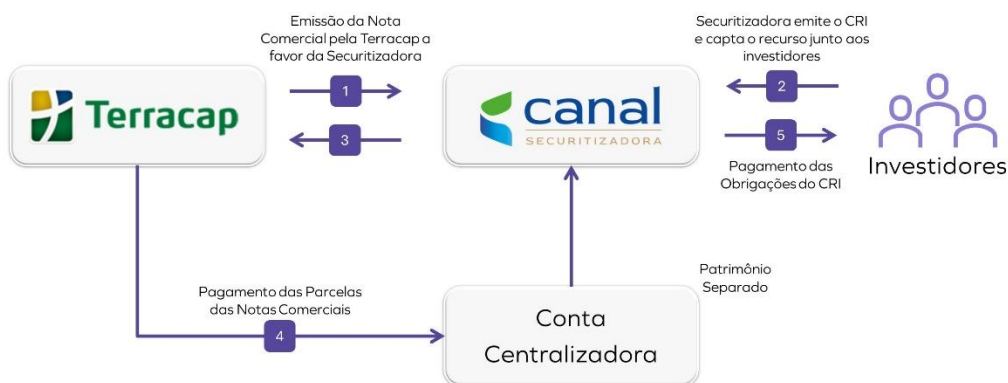 Emissão da Nota
Comercial pela Terracap a
favor da Securitizadora
Securitizadora emite o CRI
e capta o recurso junto aos
investidores
Terracap
1
3
canal
SECURITIZADORA
2
5
Investidores
Pagamento das
Obrigações do CRI
Pagamento das Parcelas
das Notas Comerciais
4
Patrimônio
Separado
Conta
Centralizadora